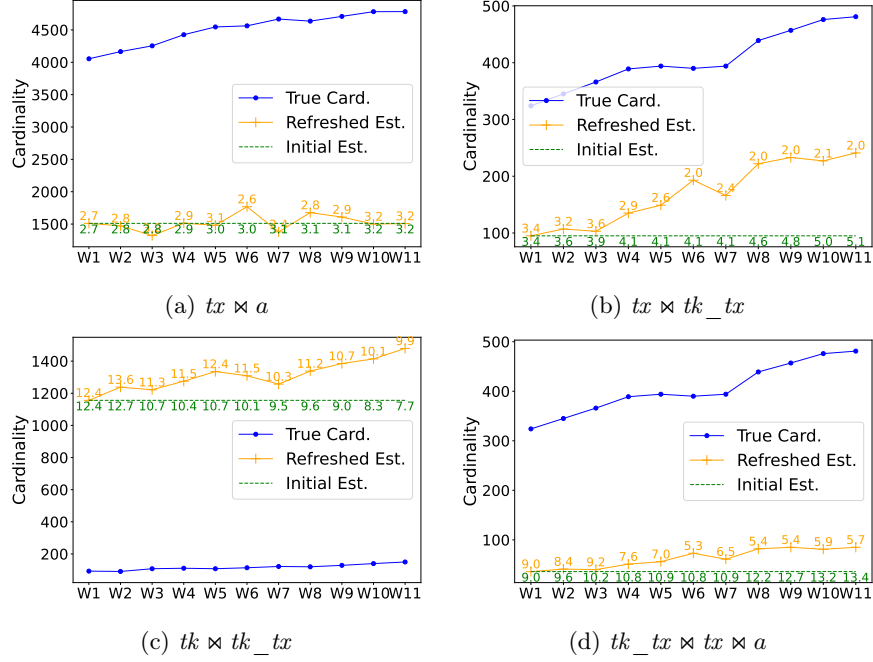 4500
4000
3500
3000
2500
2000
1500
Cardinality
True Card.
Refreshed Est.
Initial Est.
2.7 2.8 2.8 2.9 3.1 2.6 3.4 2.8 2.9 3.2 3.2
2.7 2.8 2.8 2.9 3.0 3.0 3.1 3.1 3.1 3.2 3.2
W1 W2 W3 W4 W5 W6 W7 W8 W9 W10 W11
(a) tx ⋈ a
500
400
300
200
100
Cardinality
True Card.
Refreshed Est.
Initial Est.
3.4 3.2 3.6 2.9 2.6 2.0 2.4 2.0 2.0 2.1 2.0
3.4 3.6 3.9 4.1 4.1 4.1 4.1 4.6 4.8 5.0 5.1
W1 W2 W3 W4 W5 W6 W7 W8 W9 W10 W11
(b) tx ⋈ tk_tx
1400
1200
1000
800
600
400
200
Cardinality
12.4 13.6 11.3 11.5 12.4 11.5 10.3 11.2 10.7 10.1 9.9
12.4 12.7 10.7 10.4 10.7 10.1 9.5 9.6 9.0 8.3 7.7
True Card.
Refreshed Est.
Initial Est.
W1 W2 W3 W4 W5 W6 W7 W8 W9 W10 W11
(c) tk ⋈ tk_tx
500
400
300
200
100
Cardinality
True Card.
Refreshed Est.
Initial Est.
9.0 8.4 9.2 7.6 7.0 5.3 6.5 5.4 5.4 5.9 5.7
9.0 9.6 10.2 10.8 10.9 10.8 10.9 12.2 12.7 13.2 13.4
W1 W2 W3 W4 W5 W6 W7 W8 W9 W10 W11
(d) tk_tx ⋈ tx ⋈ a